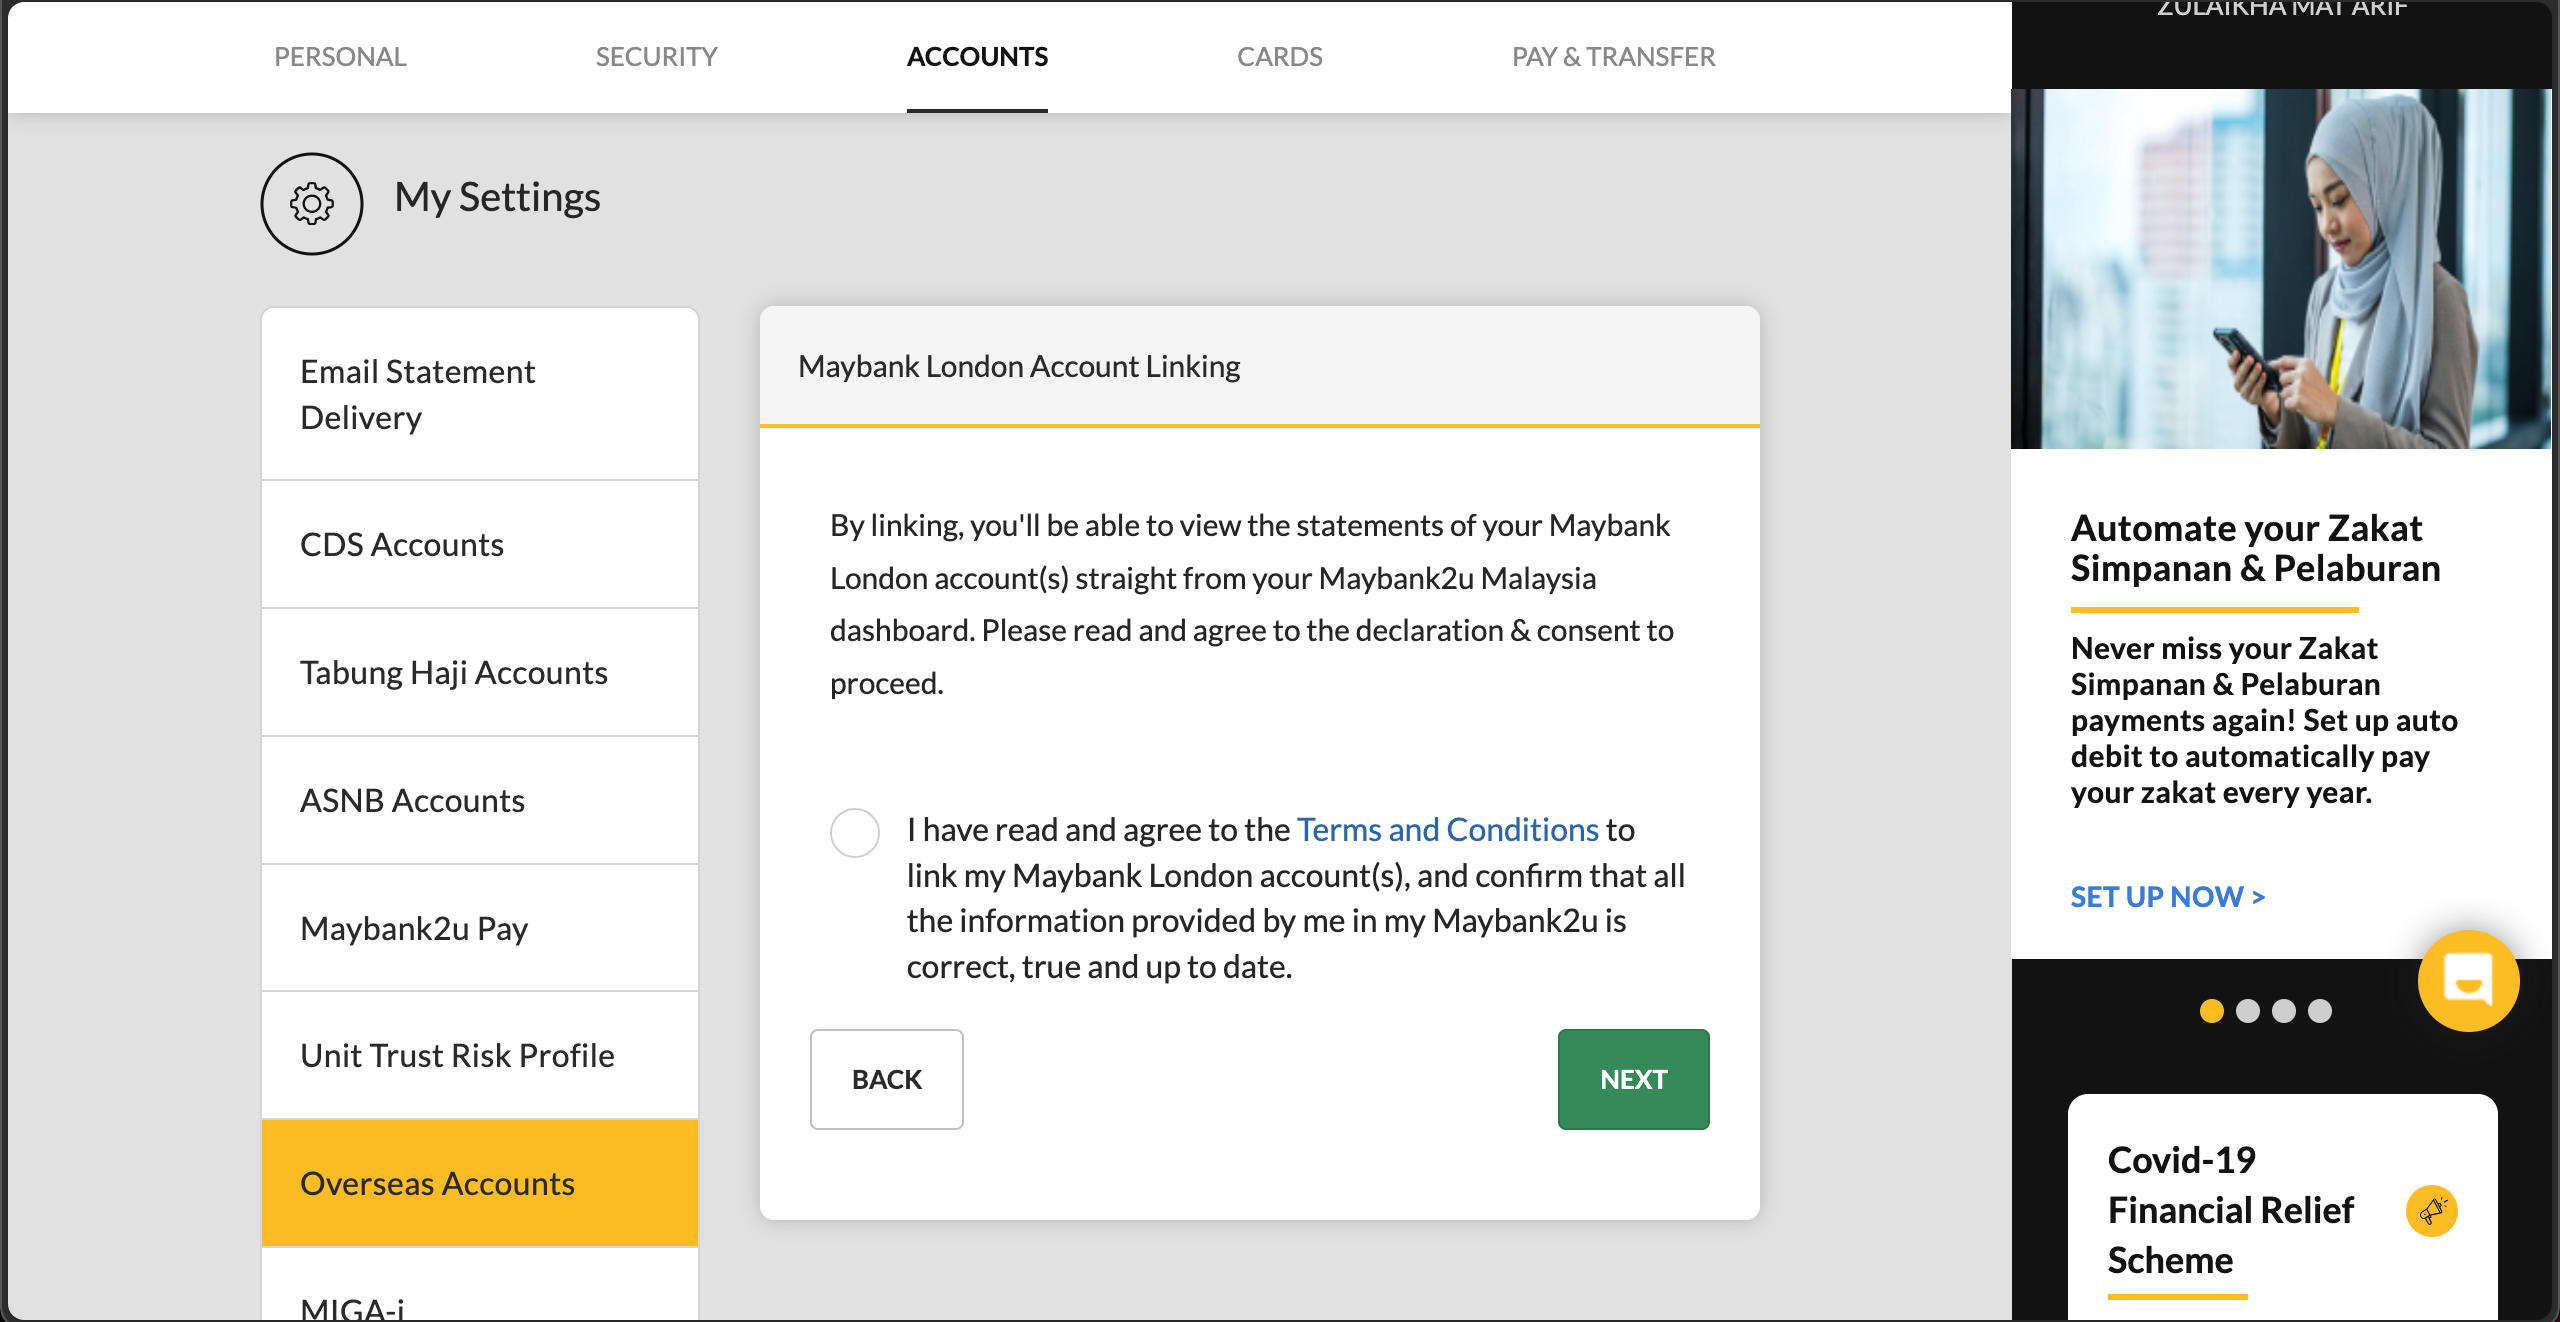 PERSONAL
SECURITY
ACCOUNTS
CARDS
PAY & TRANSFER
ZULAIKHA MAT ARIF
My Settings
Email Statement
Delivery
CDS Accounts
Tabung Haji Accounts
ASNB Accounts
Maybank2u Pay
Unit Trust Risk Profile
Overseas Accounts
MIGA-i
Maybank London Account Linking
By linking, you'll be able to view the statements of your Maybank
London account(s) straight from your Maybank2u Malaysia
dashboard. Please read and agree to the declaration & consent to
proceed.
I have read and agree to the Terms and Conditions to
link my Maybank London account(s), and confirm that all
the information provided by me in my Maybank2u is
correct, true and up to date.
BACK
NEXT
Automate your Zakat
Simpanan & Pelaburan
Never miss your Zakat
Simpanan & Pelaburan
payments again! Set up auto
debit to automatically pay
your zakat every year.
SET UP NOW >
Covid-19
Financial Relief
Scheme